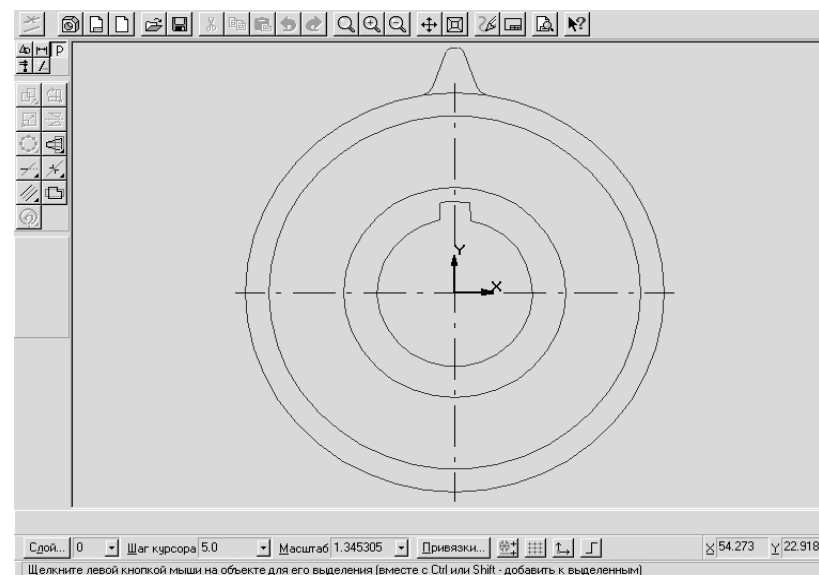 P
Y
X
Слой... 0 Шаг курсора 5.0 Масштаб 1.345305 Привязки... X 54.273 Y 22.918
Щелкните левой кнопкой мыши на объекте для его выделения (вместе с Ctrl или Shift - добавить к выделенным)